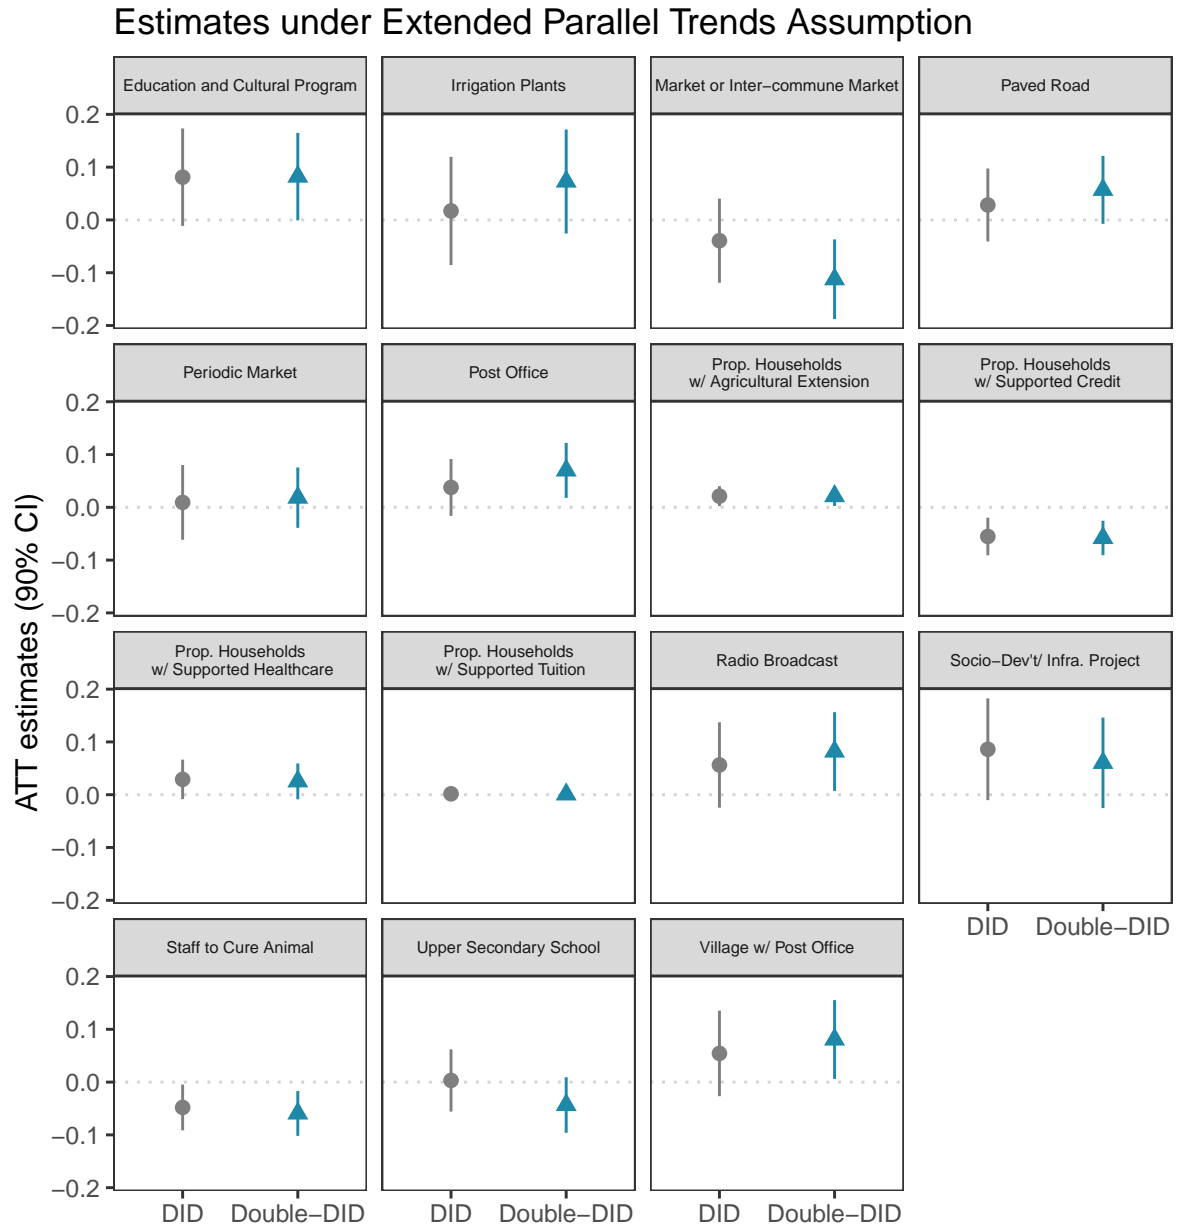 Estimates under Extended Parallel Trends Assumption
Education and Cultural Program
Irrigation Plants
Market or Inter−commune Market
Paved Road
0.2
0.1
0.0
−0.1
−0.2
Periodic Market
Post Office
Prop. Households
w/ Agricultural Extension
Prop. Households
w/ Supported Credit
0.2
0.1
0.0
−0.1
−0.2
ATT estimates (90% CI)
Prop. Households
w/ Supported Healthcare
Prop. Households
w/ Supported Tuition
Radio Broadcast
Socio−Dev't/ Infra. Project
0.2
0.1
0.0
−0.1
−0.2
DID
Double−DID
Staff to Cure Animal
Upper Secondary School
Village w/ Post Office
0.2
0.1
0.0
−0.1
−0.2
DID
Double−DID
DID
Double−DID
DID
Double−DID